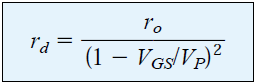 r_d = r_o / (1 − V_GS/V_P)²